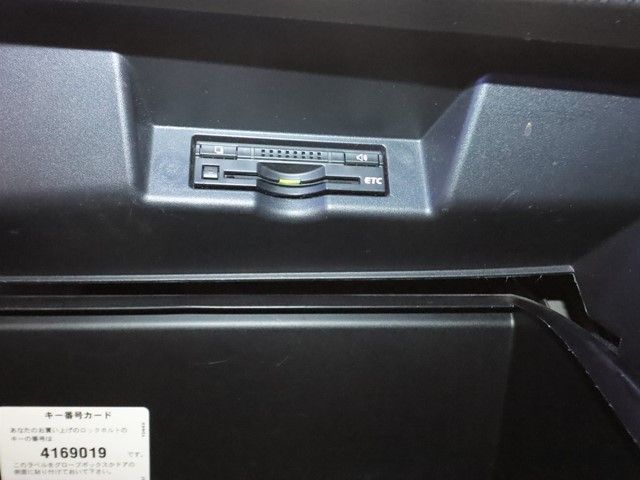 ETC
キー番号カード
あなたのお買い上げのロックボルトの
キーの番号は
4169019 です。
このラベルをグローブボックスかドアの
側面に貼り付けておいて下さい。